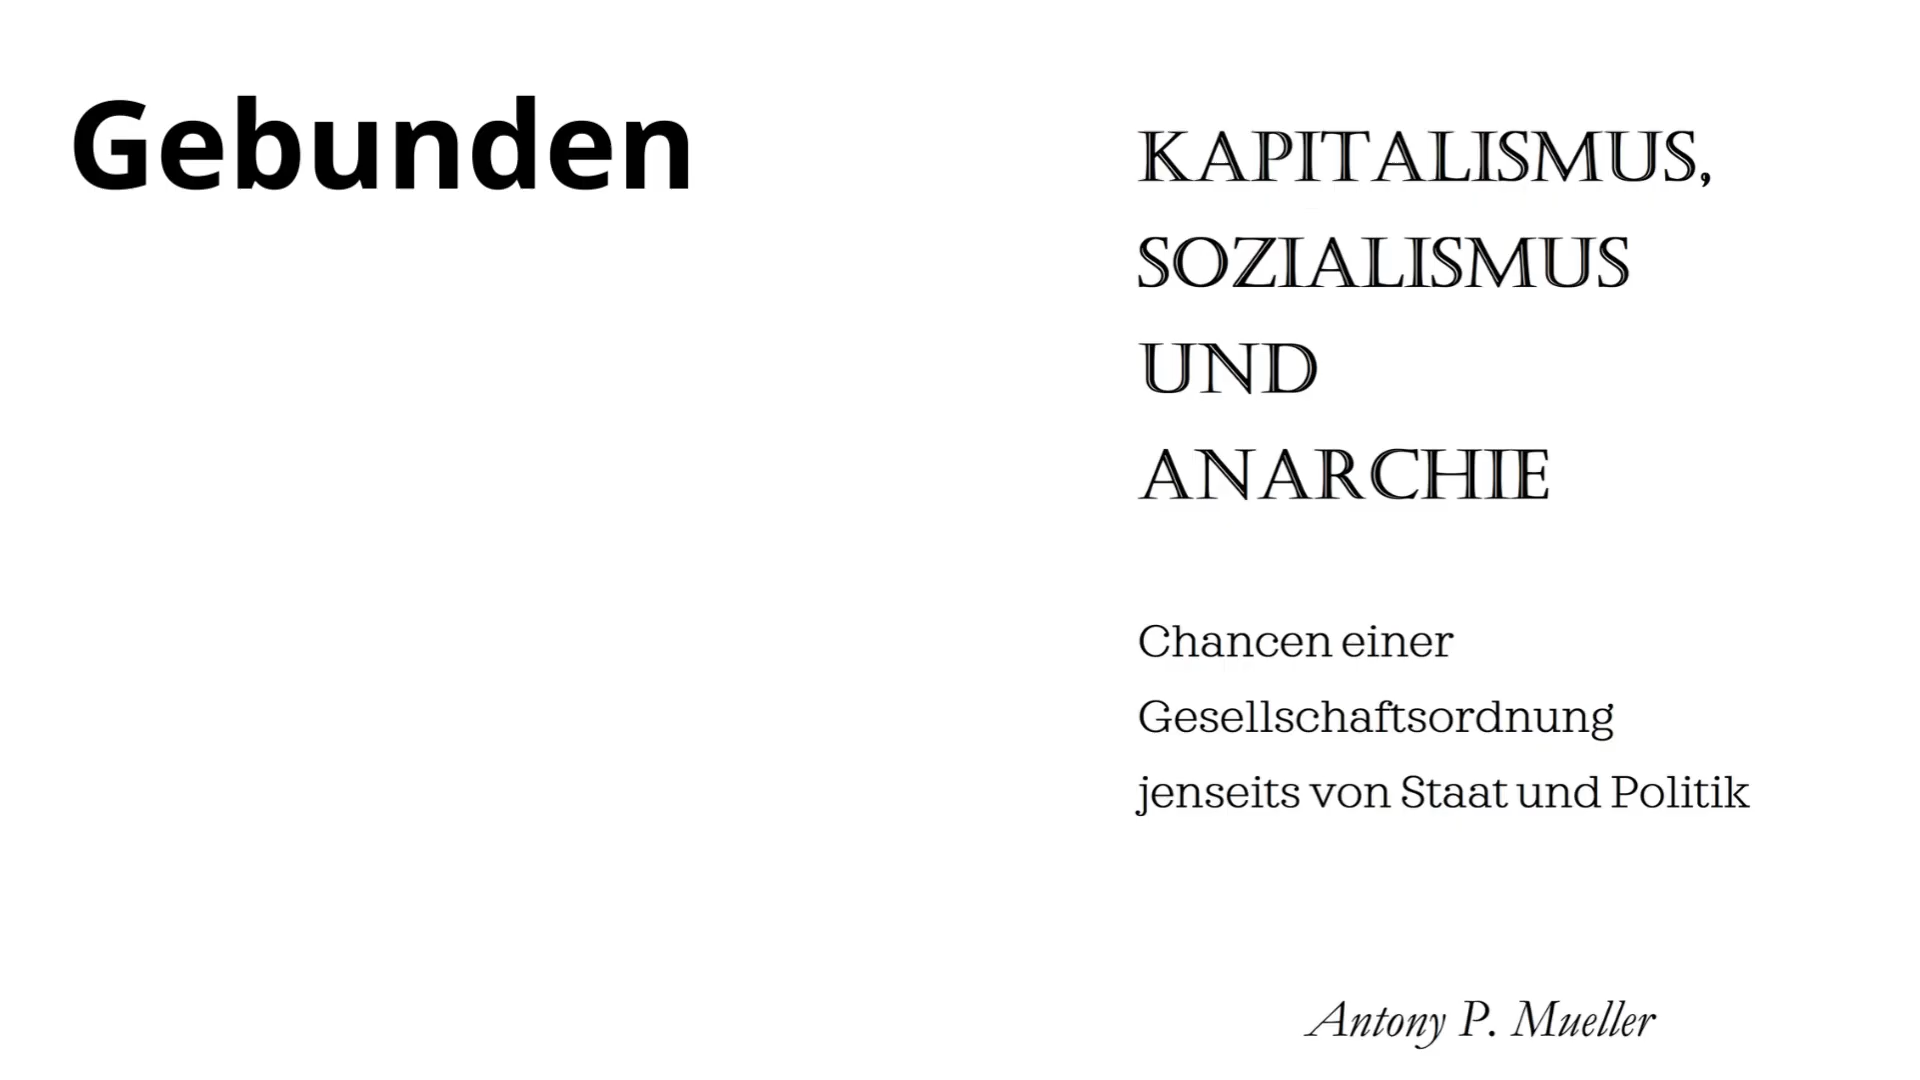 Gebunden
KAPITALISMUS,
SOZIALISMUS
UND
ANARCHIE
Chancen einer
Gesellschaftsordnung
jenseits von Staat und Politik
Antony P. Mueller